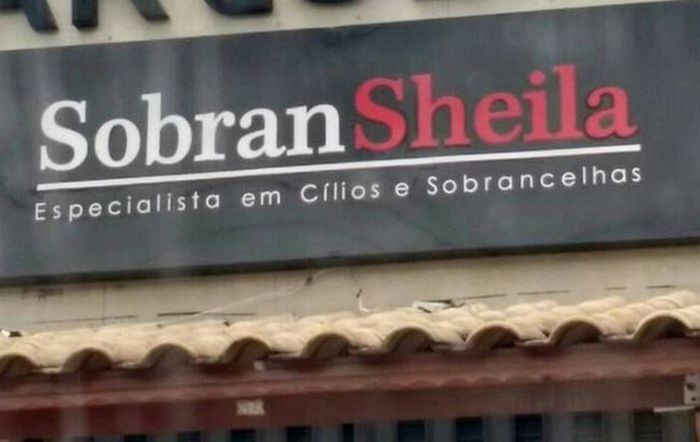 SobranSheila
Especialista em Cílios e Sobrancelhas